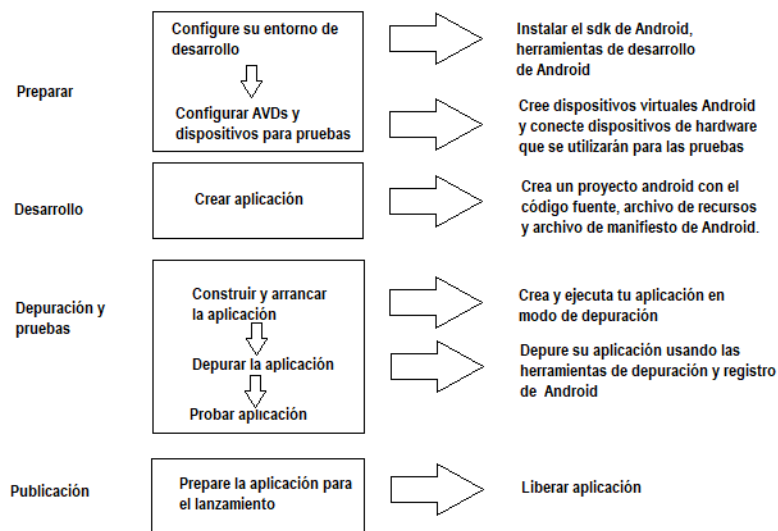 Preparar
Configure su entorno de
desarrollo
Instalar el sdk de Android,
herramientas de desarrollo
de Android
Configurar AVDs y
dispositivos para pruebas
Cree dispositivos virtuales Android
y conecte dispositivos de hardware
que se utilizarán para las pruebas
Desarrollo
Crear aplicación
Crea un proyecto android con el
código fuente, archivo de recursos
y archivo de manifiesto de Android.
Depuración y
pruebas
Construir y arrancar
la aplicación
Crea y ejecuta tu aplicación en
modo de depuración
Depurar la aplicación
Depure su aplicación usando las
herramientas de depuración y registro
de Android
Probar aplicación
Publicación
Prepare la aplicación para
el lanzamiento
Liberar aplicación